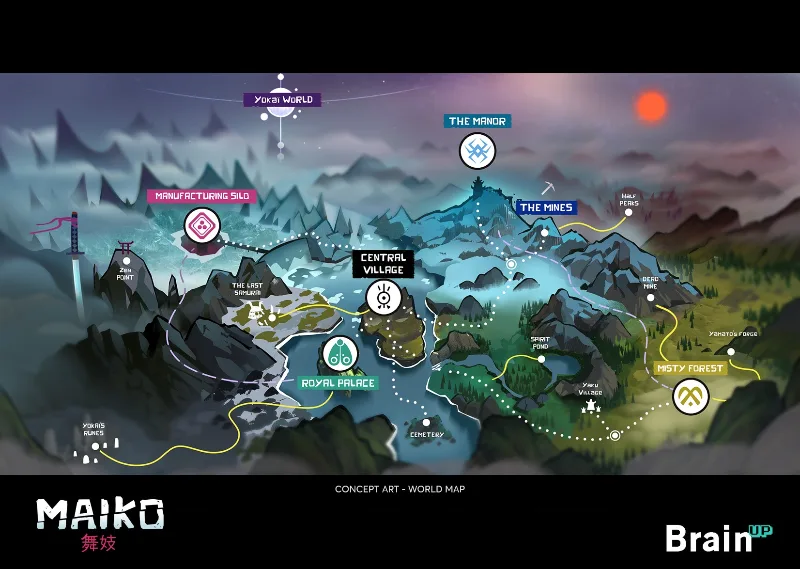 YOKAI WORLD
THE MANOR
MANUFACTURING SILO
THE MINES
HALF
PEAKS
CENTRAL
VILLAGE
ZEN
POINT
THE LAST
SAMURAI
DEAD
MINE
YAMATO'S FORGE
SPIRIT
POND
MISTY FOREST
ROYAL PALACE
YAKU
VILLAGE
YOKAIS
RUNES
CEMETERY
CONCEPT ART - WORLD MAP
MAIKO
舞妓
Brain UP